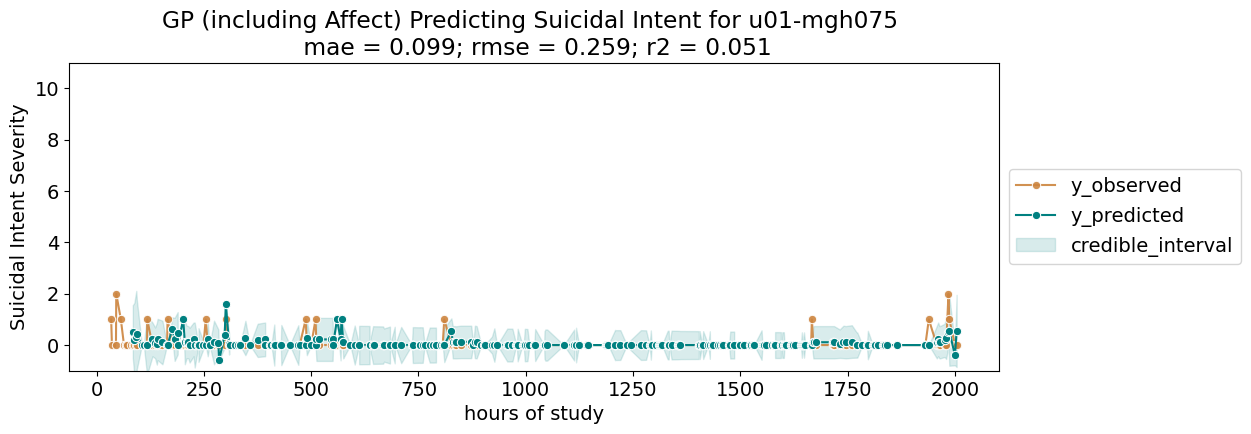 GP (including Affect) Predicting Suicidal Intent for u01-mgh075
mae = 0.099; rmse = 0.259; r2 = 0.051
Suicidal Intent Severity
10
8
6
4
2
0
0 250 500 750 1000 1250 1500 1750 2000
hours of study
y_observed
y_predicted
credible_interval